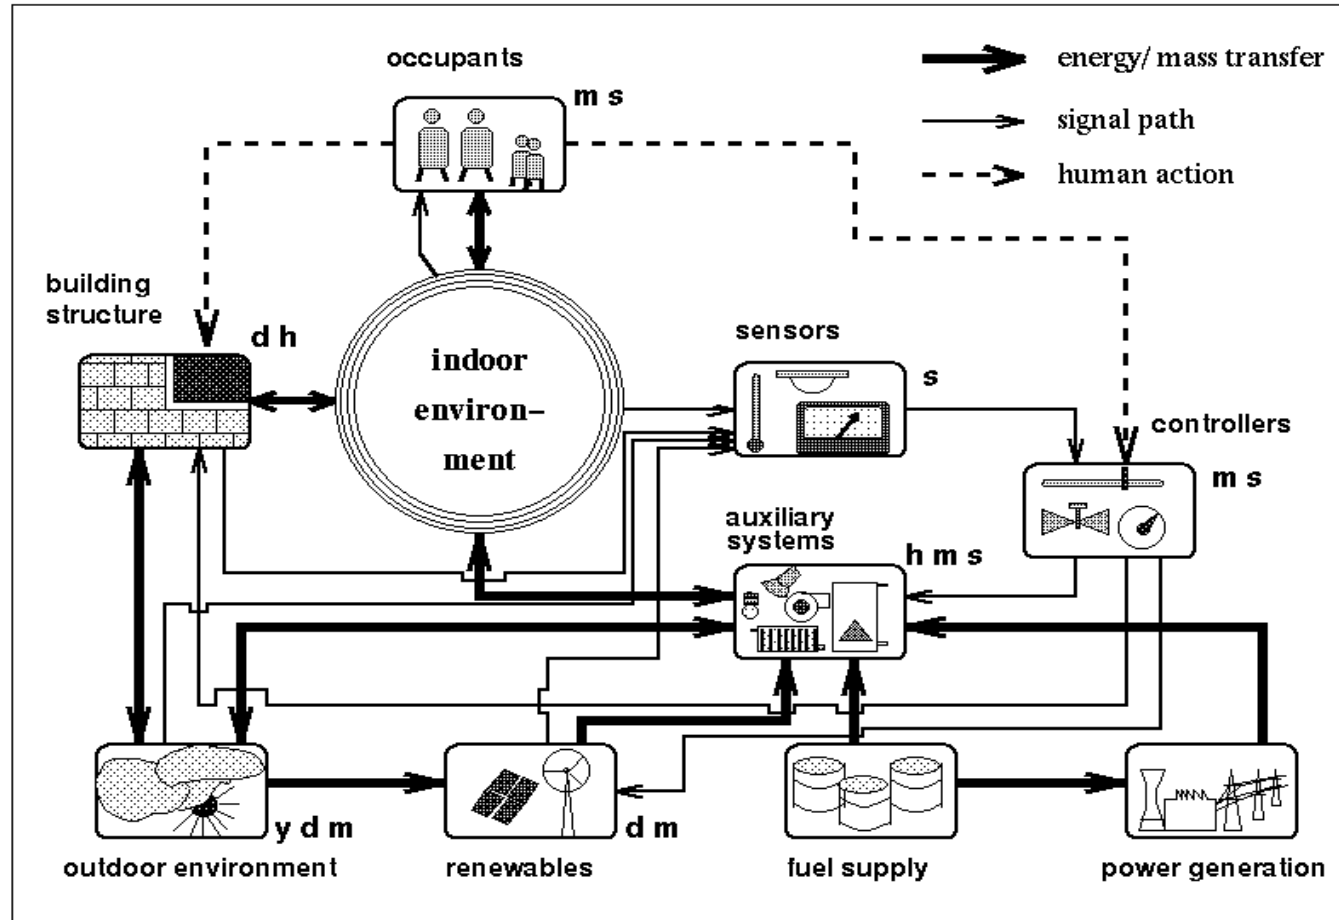 occupants
m s
energy/ mass transfer
signal path
human action
building
structure
d h
indoor
environ–
ment
sensors
s
controllers
m s
auxiliary
systems
h m s
y d m
d m
outdoor environment
renewables
fuel supply
power generation